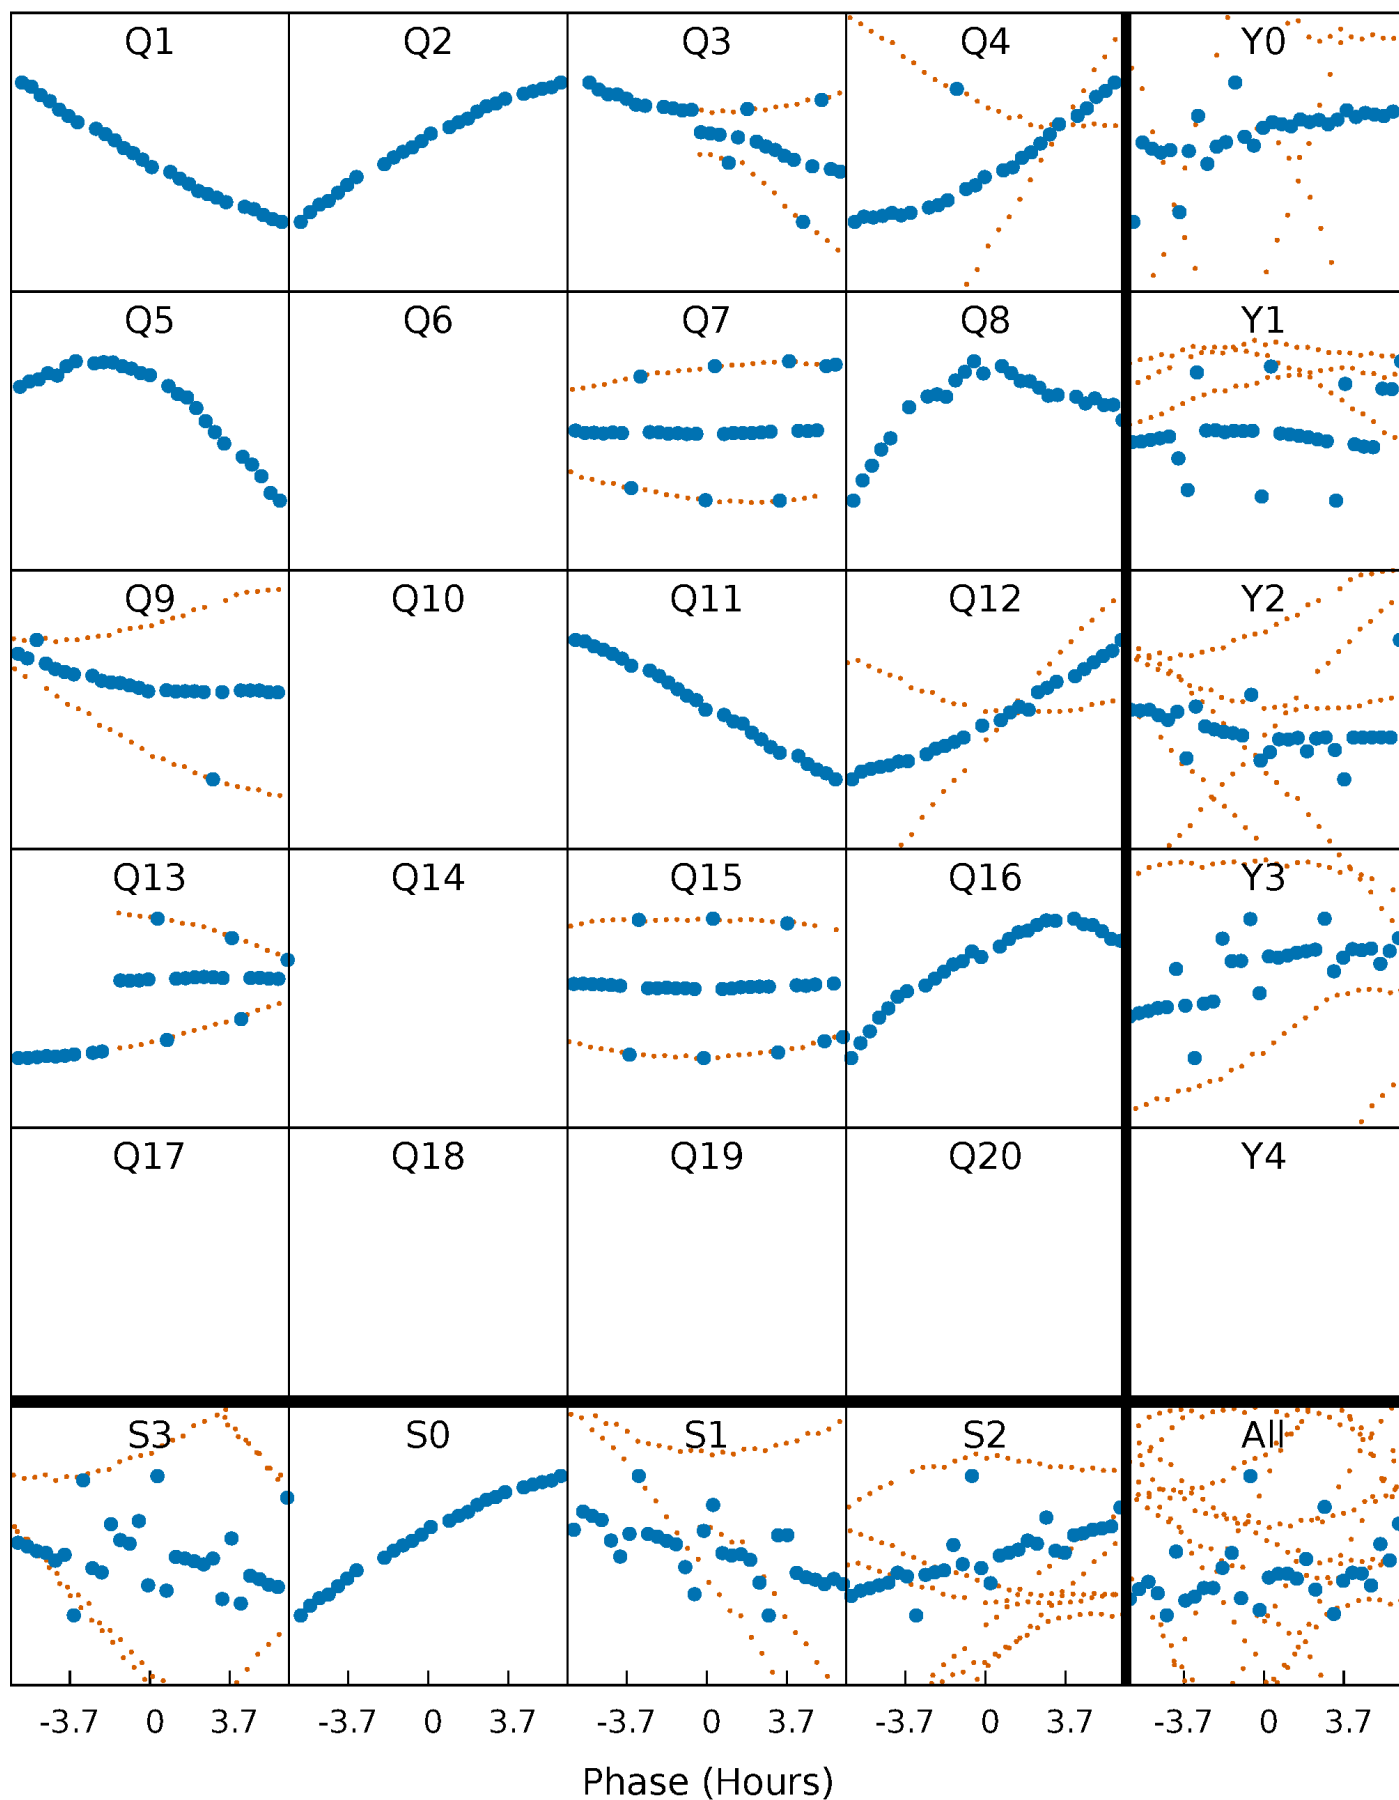 Q1 Q2 Q3 Q4 Y0
Q5 Q6 Q7 Q8 Y1
Q9 Q10 Q11 Q12 Y2
Q13 Q14 Q15 Q16 Y3
Q17 Q18 Q19 Q20 Y4
S3 S0 S1 S2 All
-3.7 0 3.7 -3.7 0 3.7 -3.7 0 3.7 -3.7 0 3.7 -3.7 0 3.7
Phase (Hours)